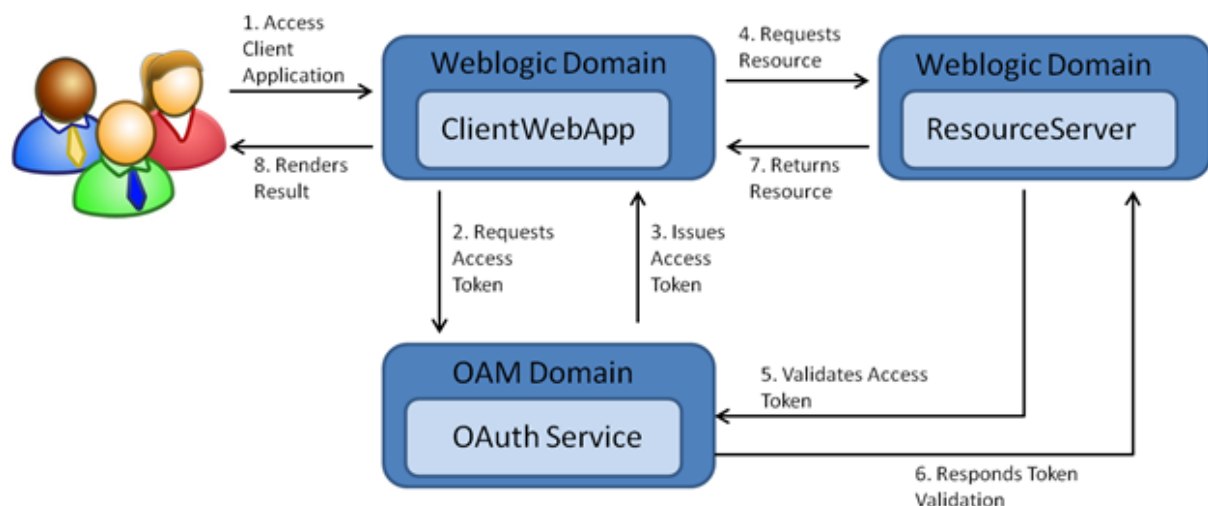 1. Access
Client
Application
8. Renders
Result
Weblogic Domain
ClientWebApp
4. Requests
Resource
7. Returns
Resource
Weblogic Domain
ResourceServer
2. Requests
Access
Token
3. Issues
Access
Token
OAM Domain
OAuth Service
5. Validates Access
Token
6. Responds Token
Validation